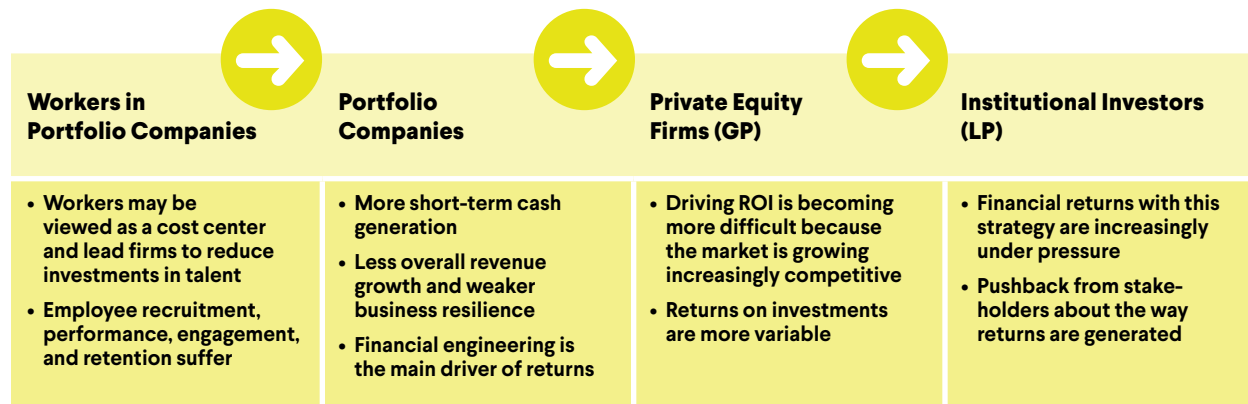 Workers in
Portfolio Companies
Portfolio
Companies
Private Equity
Firms (GP)
Institutional Investors
(LP)
• Workers may be
viewed as a cost center
and lead firms to reduce
investments in talent
• Employee recruitment,
performance, engagement,
and retention suffer
• More short-term cash
generation
• Less overall revenue
growth and weaker
business resilience
• Financial engineering is
the main driver of returns
• Driving ROI is becoming
more difficult because
the market is growing
increasingly competitive
• Returns on investments
are more variable
• Financial returns with this
strategy are increasingly
under pressure
• Pushback from stake-
holders about the way
returns are generated